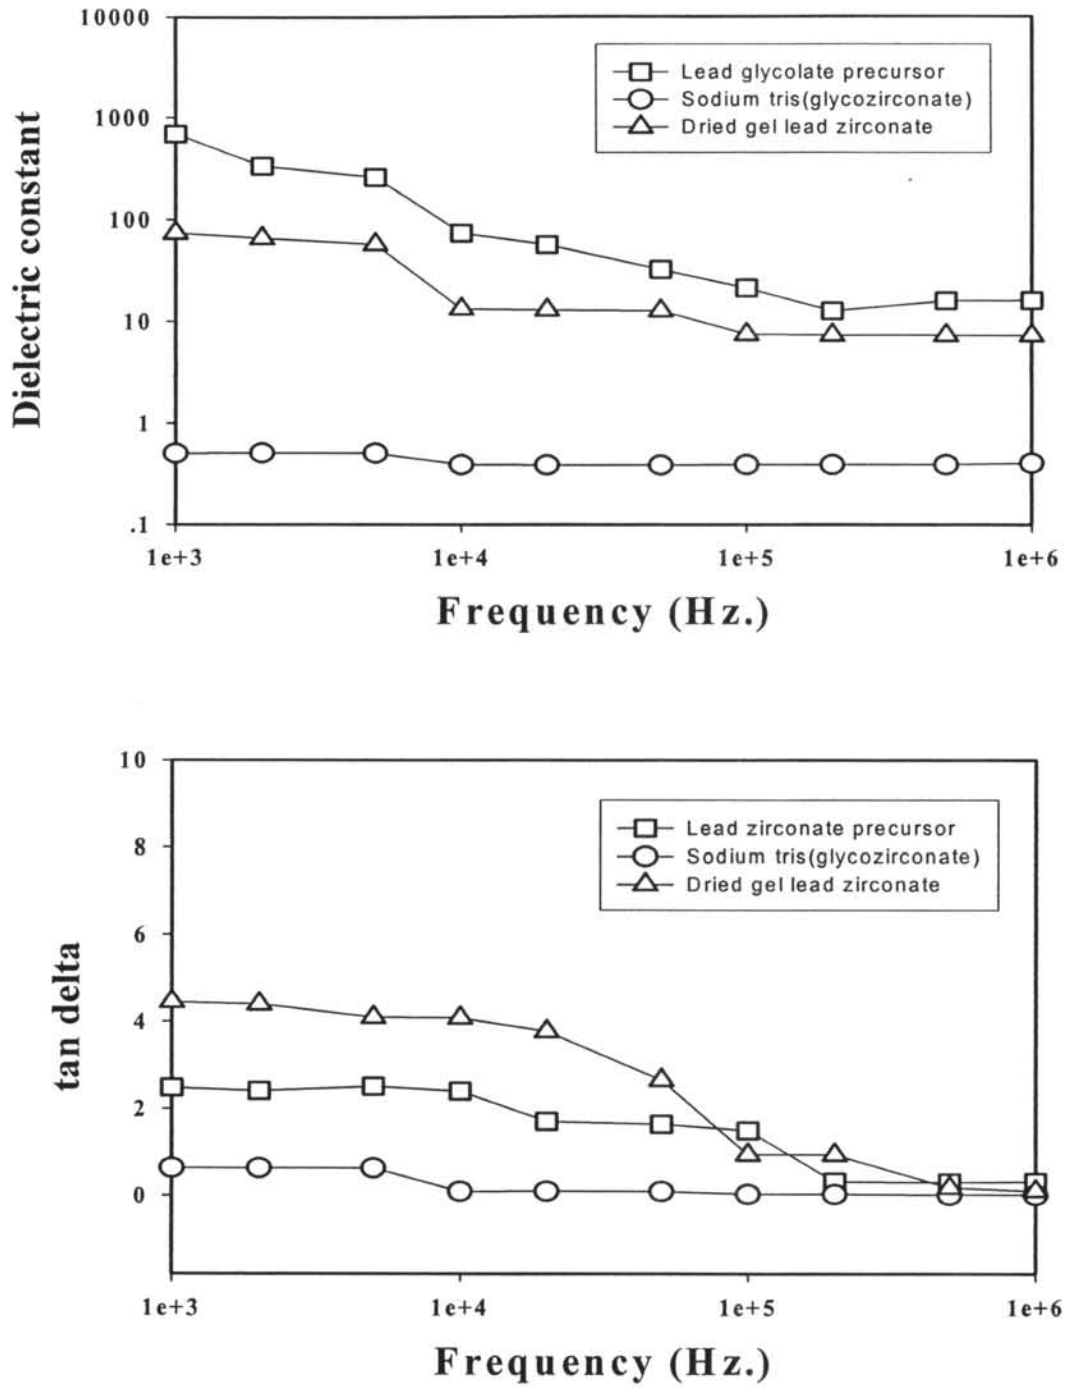 10000
1000
100
10
1
.1
Dielectric constant
Lead glycolate precursor
Sodium tris(glycozirconate)
Dried gel lead zirconate
1e+3 1e+4 1e+5 1e+6
Frequency (Hz.)
10
8
6
4
2
0
tan delta
Lead zirconate precursor
Sodium tris(glycozirconate)
Dried gel lead zirconate
1e+3 1e+4 1e+5 1e+6
Frequency (Hz.)